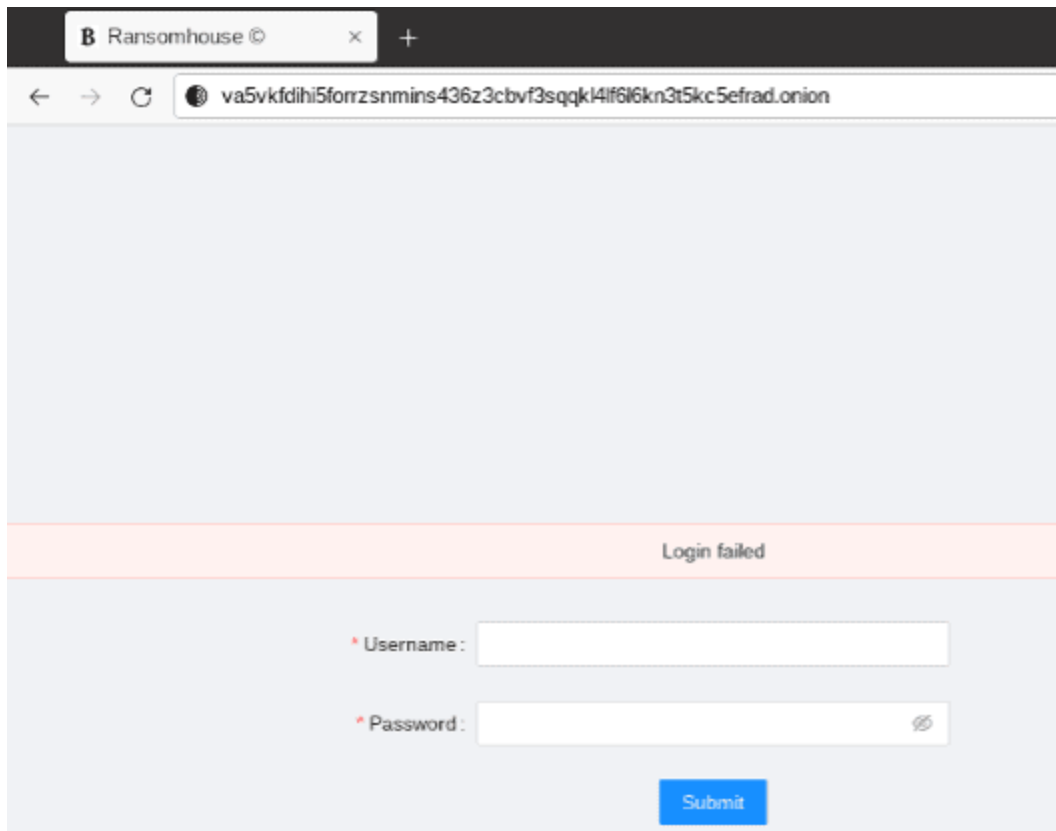 B Ransomhouse ©
va5vkfdihi5forrzsnmins436z3cbvf3sqqkl4lf6l6kn3t5kc5efrad.onion
Login failed
* Username :
* Password :
Submit